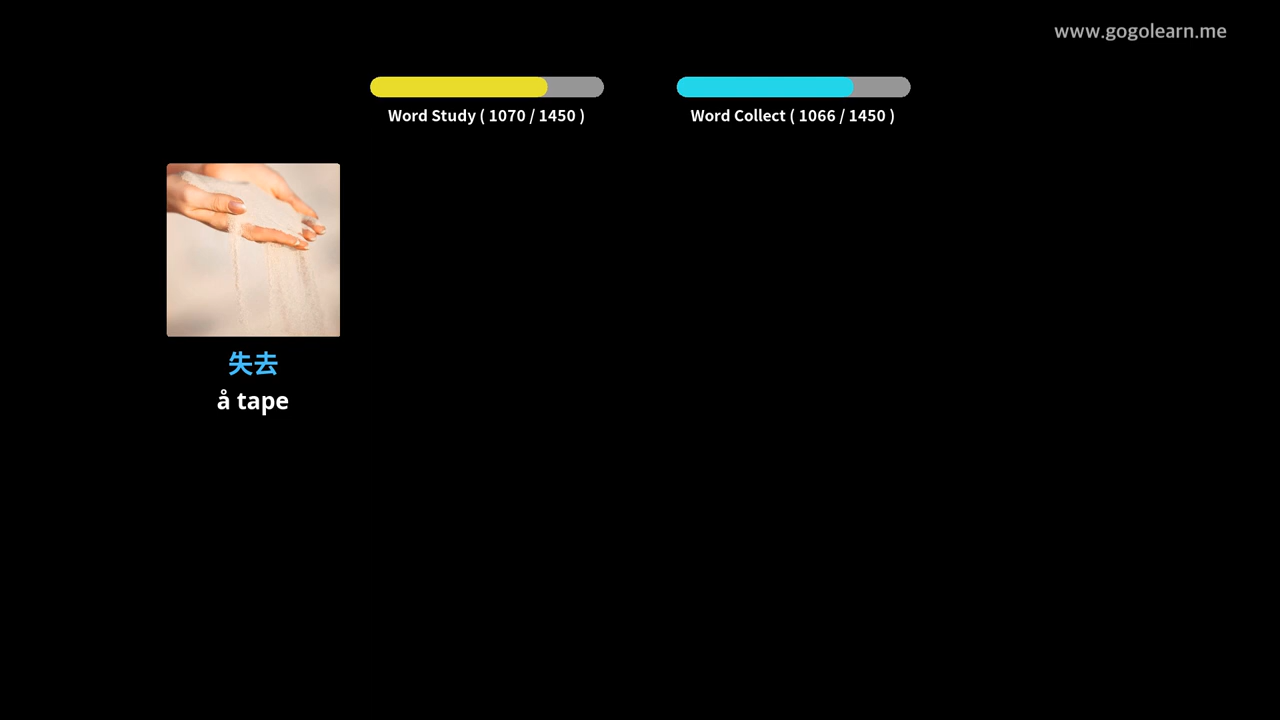 www.gogolearn.me
Word Study ( 1070 / 1450 )
Word Collect ( 1066 / 1450 )
失去
å tape